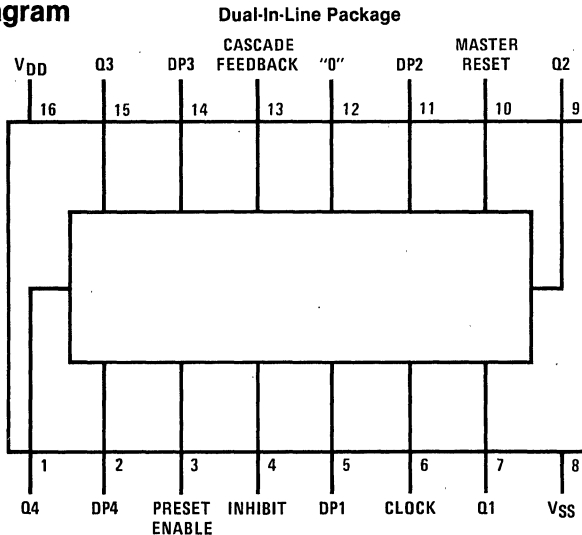 agram
Dual-In-Line Package
CASCADE MASTER
VDD Q3 DP3 FEEDBACK "0" DP2 RESET Q2
16 15 14 13 12 11 10 9
1 2 3 4 5 6 7 8
Q4 DP4 PRESET INHIBIT DP1 CLOCK Q1 VSS
ENABLE